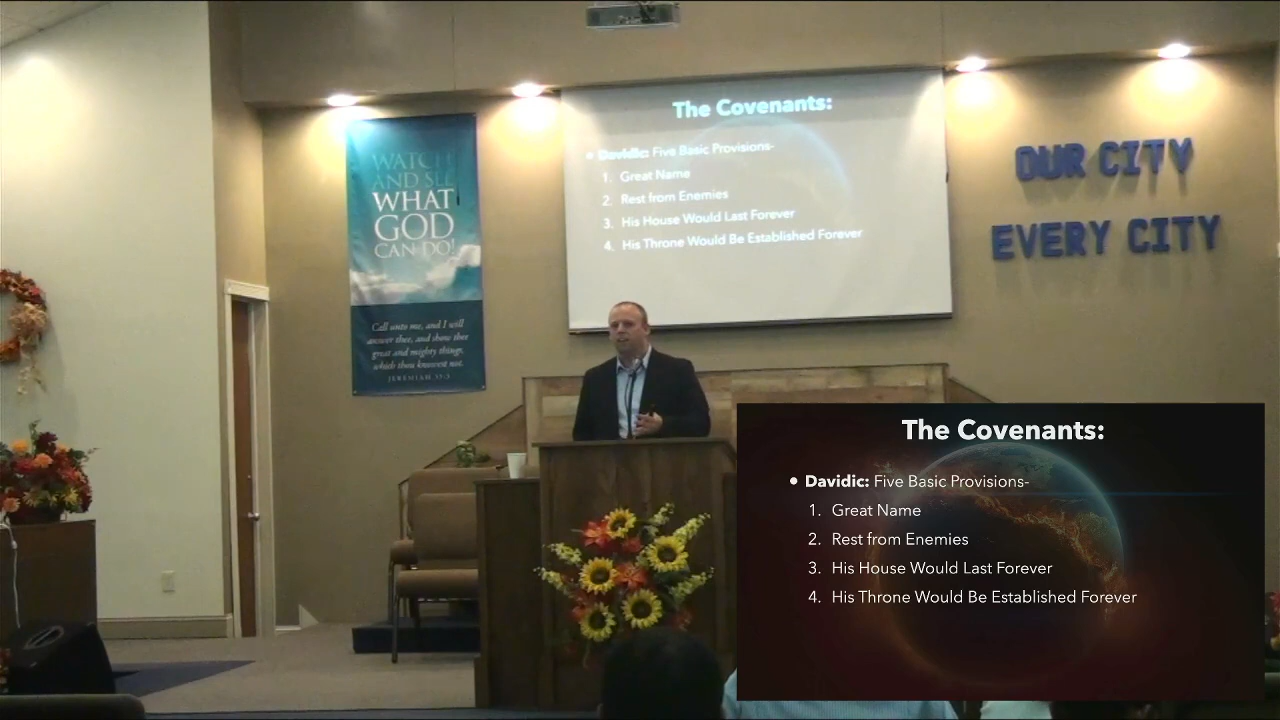 WATCH
AND SEE
WHAT
GOD
CAN DO!
Call unto me, and I will
answer thee, and show thee
great and mighty things,
which thou knowest not.
JEREMIAH 33:3
The Covenants:
• Davidic: Five Basic Provisions-
1. Great Name
2. Rest from Enemies
3. His House Would Last Forever
4. His Throne Would Be Established Forever
OUR CITY
EVERY CITY
The Covenants:
• Davidic: Five Basic Provisions-
1. Great Name
2. Rest from Enemies
3. His House Would Last Forever
4. His Throne Would Be Established Forever